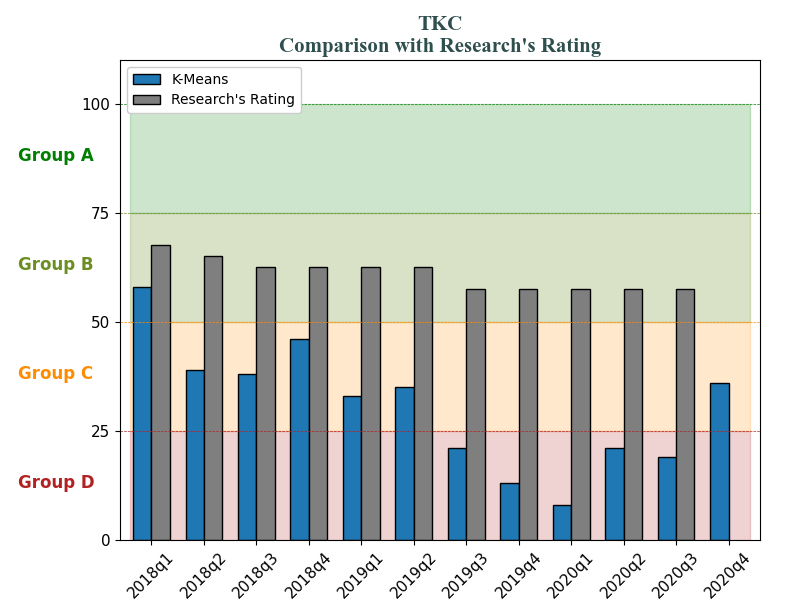 TKC
Comparison with Research's Rating
K-Means
Research's Rating
100
Group A
75
Group B
50
Group C
25
Group D
0
2018q1
2018q2
2018q3
2018q4
2019q1
2019q2
2019q3
2019q4
2020q1
2020q2
2020q3
2020q4